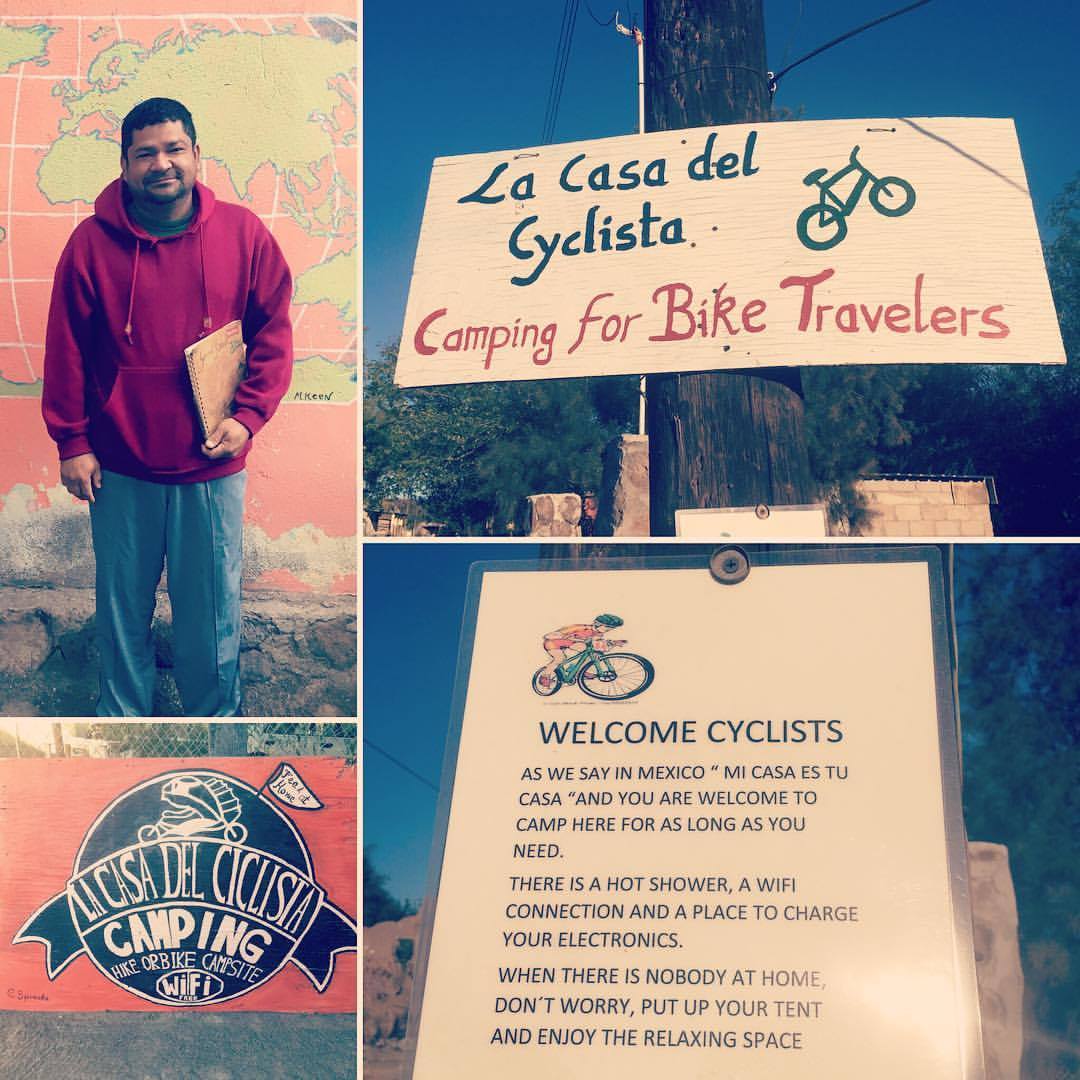 M.KeeN
La Casa del
Cyclista
Camping for Bike Travelers
Feel at
Home
LA CASA DEL CICLISTA
CAMPING
HIKE OR BIKE CAMPSITE
WiFi
FREE
WELCOME CYCLISTS
AS WE SAY IN MEXICO “ MI CASA ES TU
CASA “AND YOU ARE WELCOME TO
CAMP HERE FOR AS LONG AS YOU
NEED.
THERE IS A HOT SHOWER, A WIFI
CONNECTION AND A PLACE TO CHARGE
YOUR ELECTRONICS.
WHEN THERE IS NOBODY AT HOME,
DON´T WORRY, PUT UP YOUR TENT
AND ENJOY THE RELAXING SPACE